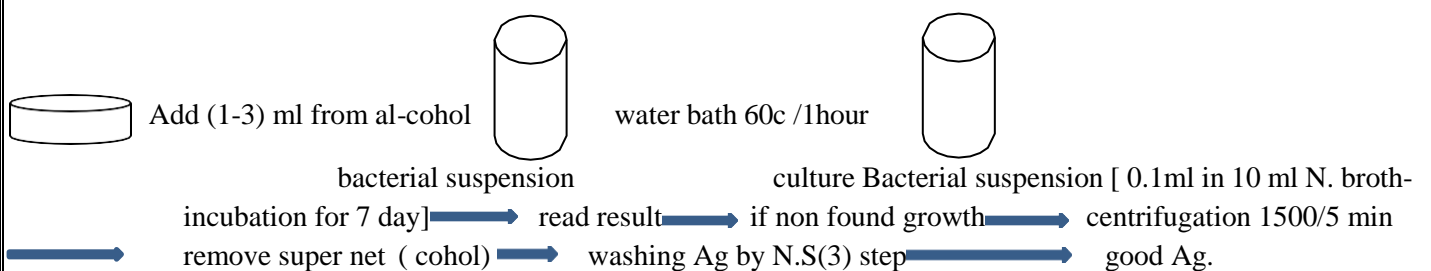 Add (1-3) ml from al-cohol water bath 60c /1hour
bacterial suspension culture Bacterial suspension [ 0.1ml in 10 ml N. broth-
incubation for 7 day] read result if non found growth centrifugation 1500/5 min
remove super net ( cohol) washing Ag by N.S(3) step good Ag.